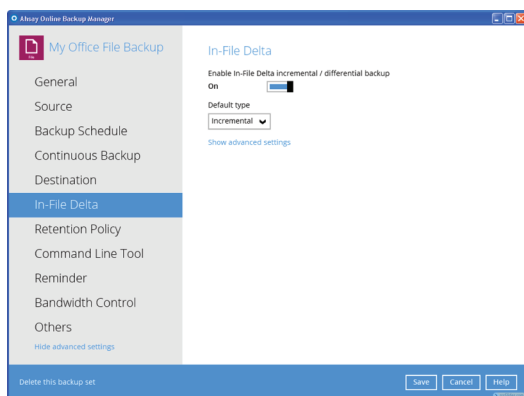 Ahsay Online Backup Manager
File
My Office File Backup
General
Source
Backup Schedule
Continuous Backup
Destination
In-File Delta
Retention Policy
Command Line Tool
Reminder
Bandwidth Control
Others
Hide advanced settings
In-File Delta
Enable In-File Delta incremental / differential backup
On
Default type
Incremental
Show advanced settings
Delete this backup set
Save
Cancel
Help